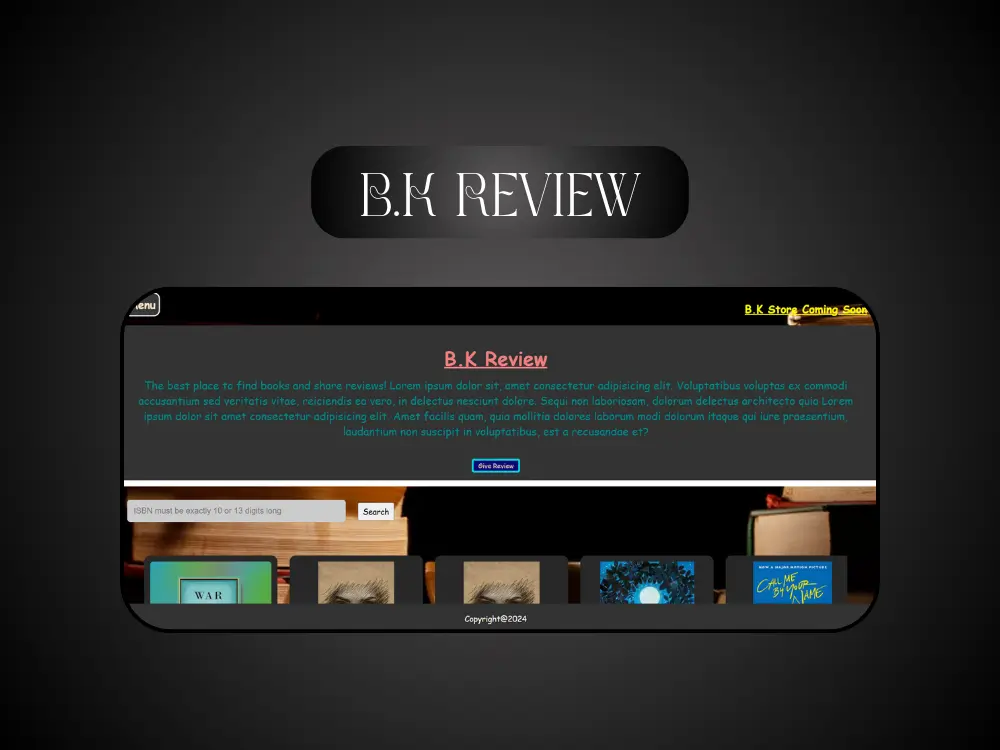 B.K REVIEW
enu
B.K Store Coming Soon
B.K Review
The best place to find books and share reviews! Lorem ipsum dolor sit, amet consectetur adipisicing elit. Voluptatibus voluptas ex commodi
accusantium sed veritatis vitae, reiciendis ea vero, in delectus nesciunt dolore. Sequi non laboriosam, dolorum delectus architecto quia Lorem
ipsum dolor sit amet consectetur adipisicing elit. Amet facilis quam, quia mollitia dolores laborum modi dolorum itaque qui iure praesentium,
laudantium non suscipit in voluptatibus, est a recusandae et?
Give Review
ISBN must be exactly 10 or 13 digits long
Search
WAR
NOW A MAJOR MOTION PICTURE
CALL ME
BY YOUR
NAME
Copyright@2024